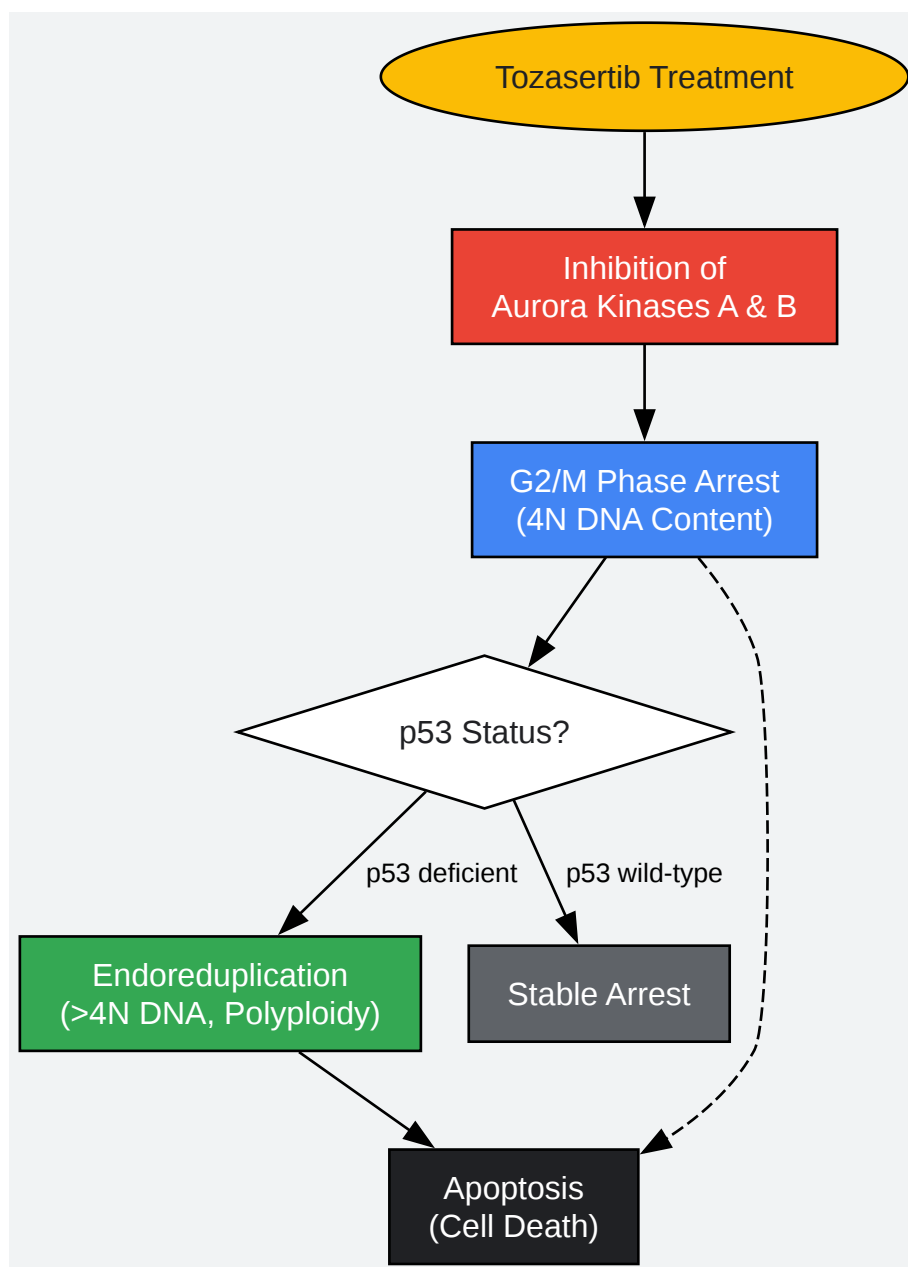 Tozasertib Treatment
Inhibition of
Aurora Kinases A & B
G2/M Phase Arrest
(4N DNA Content)
p53 Status?
p53 deficient
p53 wild-type
Endoreduplication
(>4N DNA, Polyploidy)
Stable Arrest
Apoptosis
(Cell Death)